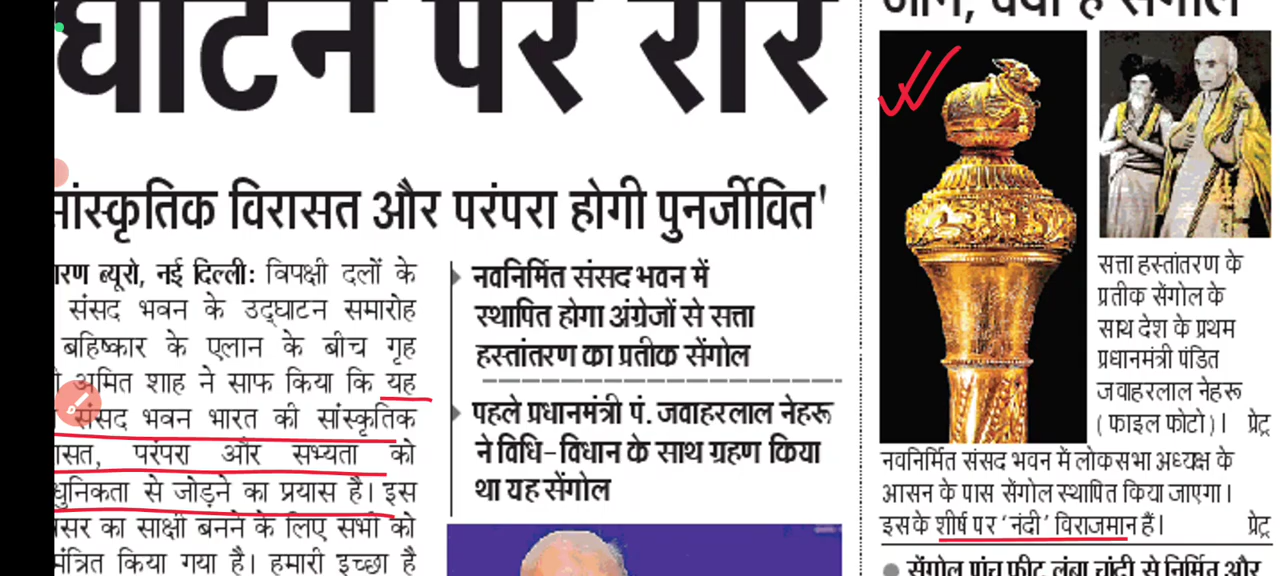 घाटन पर रार
सांस्कृतिक विरासत और परंपरा होगी पुनर्जीवित'
ब्यूरो, नई दिल्ली: विपक्षी दलों के
संसद भवन के उद्घाटन समारोह
बहिष्कार के एलान के बीच गृह
अमित शाह ने साफ किया कि यह
संसद भवन भारत की सांस्कृतिक
परंपरा और सभ्यता को
से जोड़ने का प्रयास है। इस
का साक्षी बनने के लिए सभी को
किया गया है। हमारी इच्छा है
नवनिर्मित संसद भवन में
स्थापित होगा अंग्रेजों से सत्ता
हस्तांतरण का प्रतीक सेंगोल
पहले प्रधानमंत्री पं. जवाहरलाल नेहरू
ने विधि-विधान के साथ ग्रहण किया
था यह सेंगोल
सत्ता हस्तांतरण के
प्रतीक सेंगोल के
साथ देश के प्रथम
प्रधानमंत्री पंडित
जवाहरलाल नेहरू
(फाइल फोटो)। प्रेट्र
नवनिर्मित संसद भवन में लोकसभा अध्यक्ष के
आसन के पास सेंगोल स्थापित किया जाएगा।
इसके शीर्ष पर 'नंदी' विराजमान हैं। प्रेट्र
● सेंगोल पांच फीट लंबा चांदी से निर्मित और